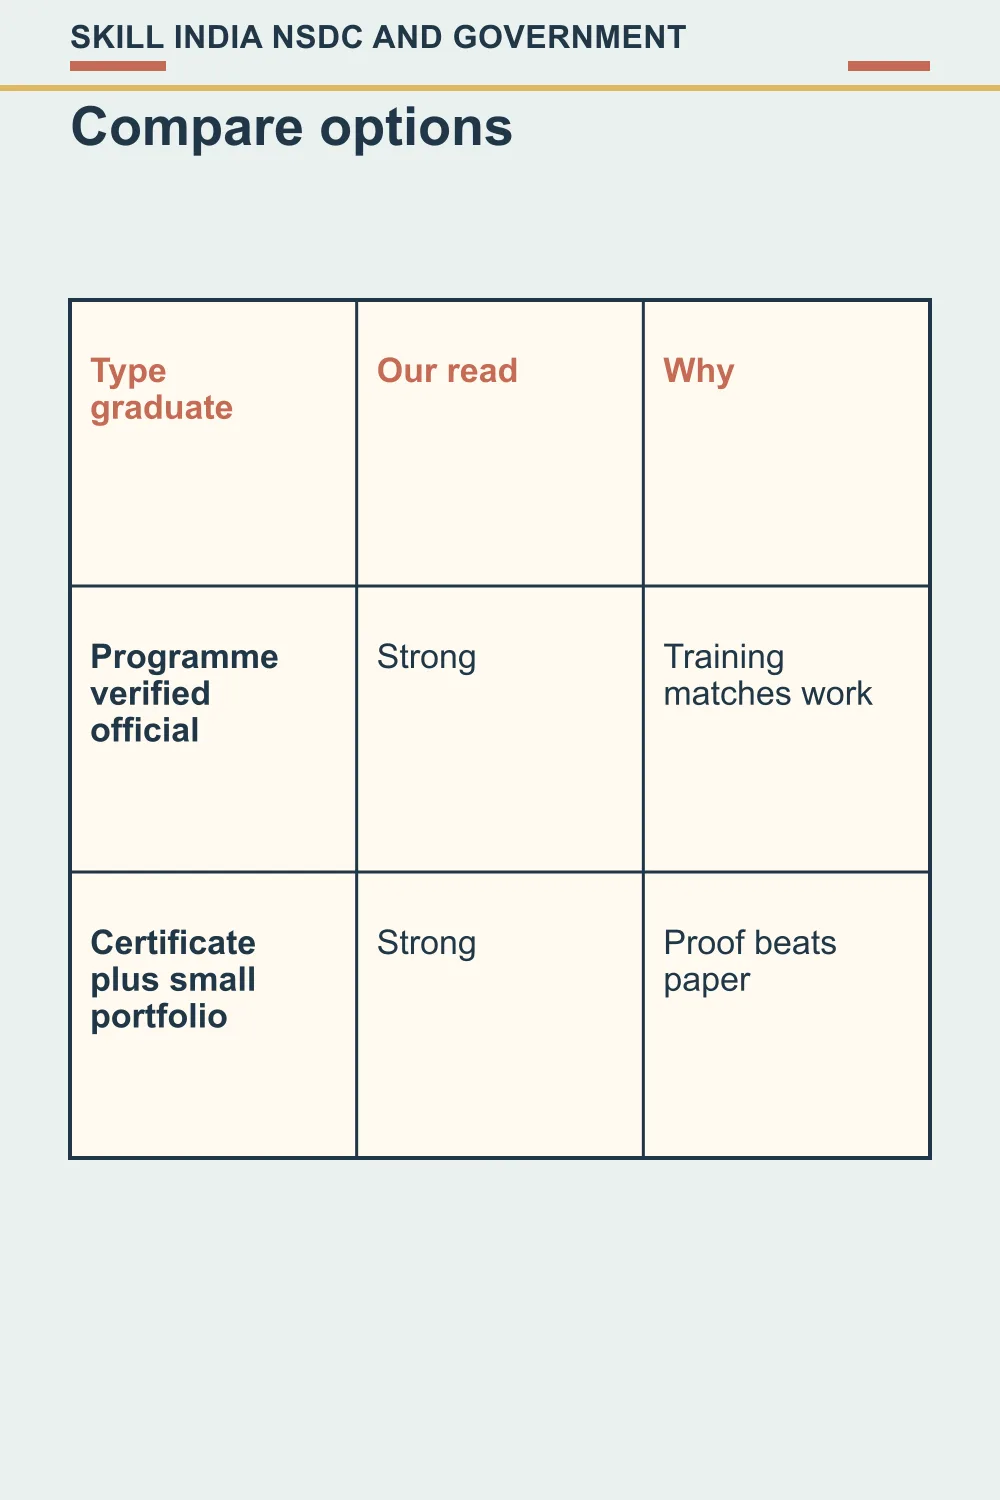 SKILL INDIA NSDC AND GOVERNMENT
Compare options
Type
graduate
Our read
Why
Programme
verified
official
Strong
Training
matches work
Certificate
plus small
portfolio
Strong
Proof beats
paper